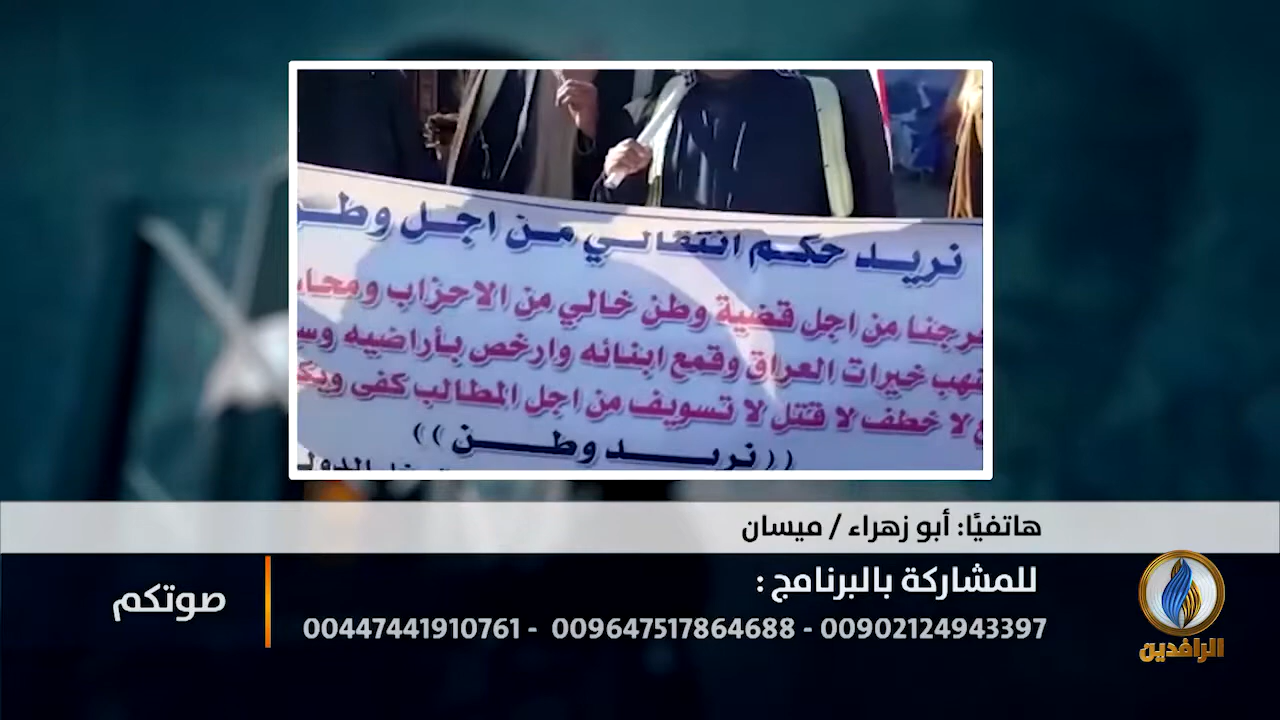 نريد حكم انتقالي من اجل وطن
خرجنا من اجل قضية وطن خالي من الاحزاب
نهب خيرات العراق وقمع ابنائه وارخص بأراضيه
لا خطف لا قتل لا تسويف من اجل المطالب كفى
((نريد وطن))
هاتفيًا: أبو زهراء / ميسان
للمشاركة بالبرنامج :
00447441910761 - 009647517864688 - 00902124943397
صوتكم
الرافدين